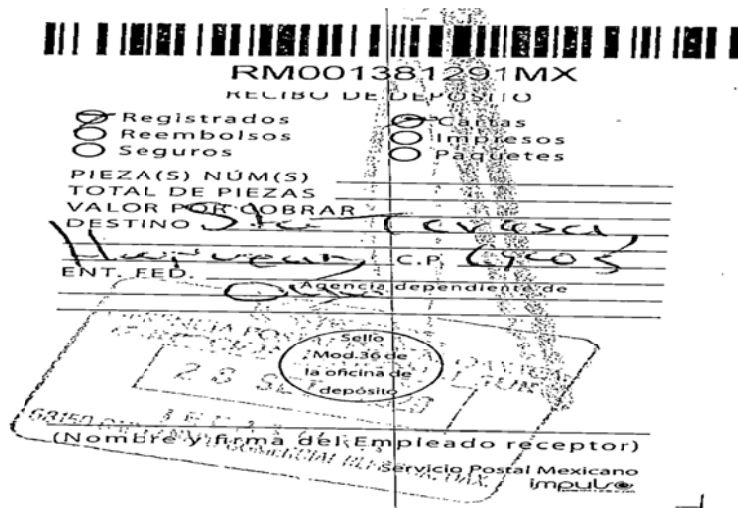 RM001381291MX
RECIBO DE DEPÓSITO
Registrados
Cartas
Reembolsos
Impresos
Seguros
Paquetes
PIEZA(S) NÚM(S)
TOTAL DE PIEZAS
VALOR POR COBRAR
DESTINO Sta Teresa,
C.P.
ENT. FED.
Agencia dependiente de
Sello
Mod.36 de
la oficina de
depósito
68150
(Nombre y firma del Empleado receptor)
Servicio Postal Mexicano
impulso